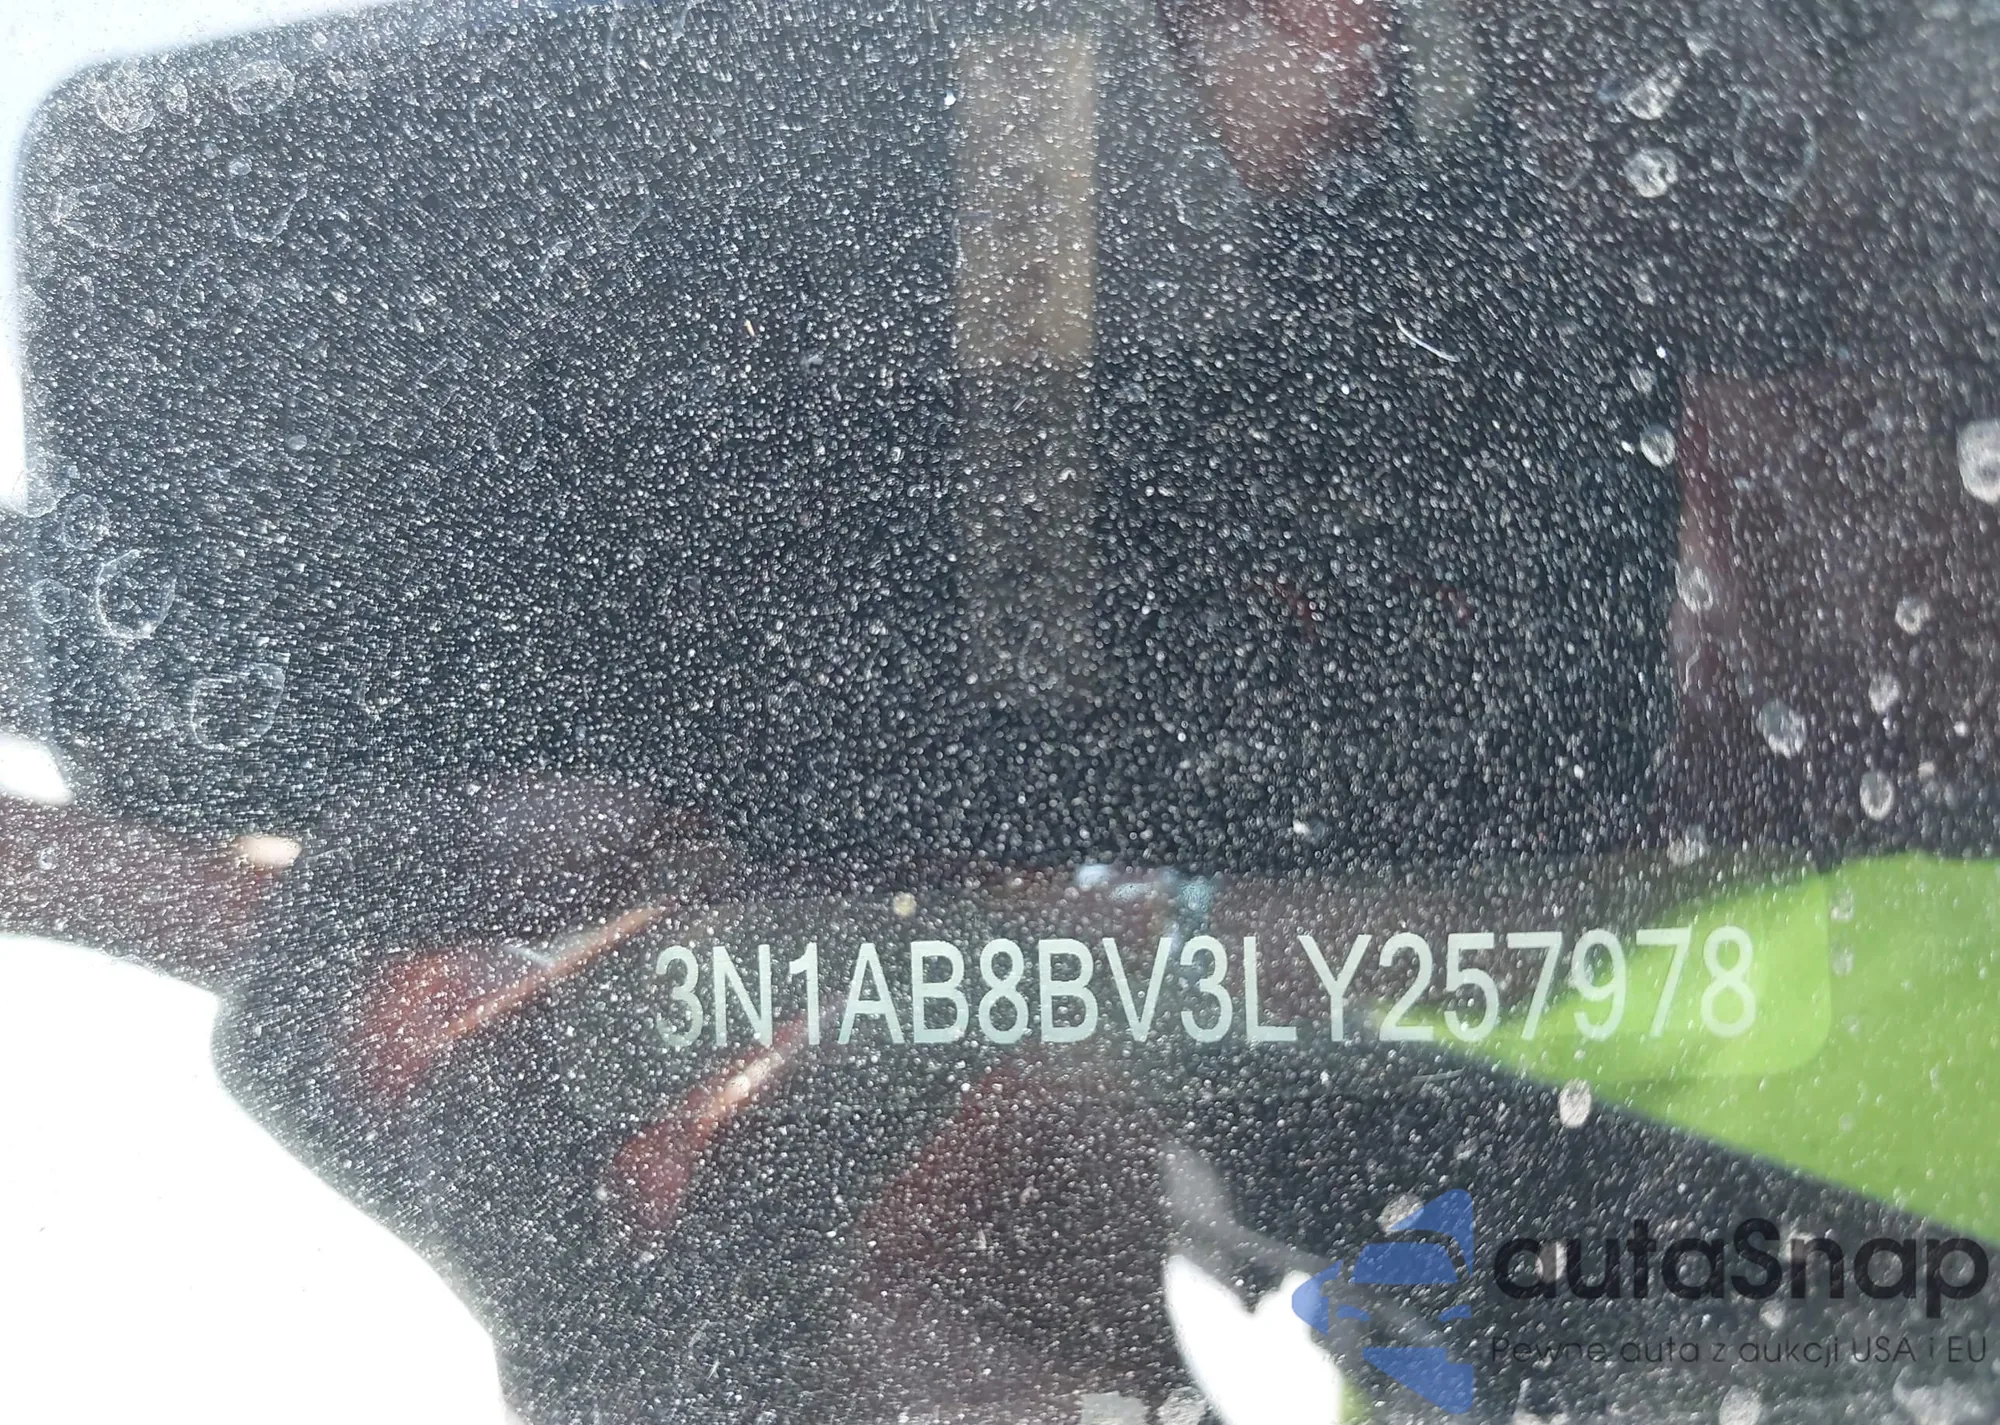 3N1AB8BV3LY257978
autaSnap
Pewne auta z aukcji USA i EU